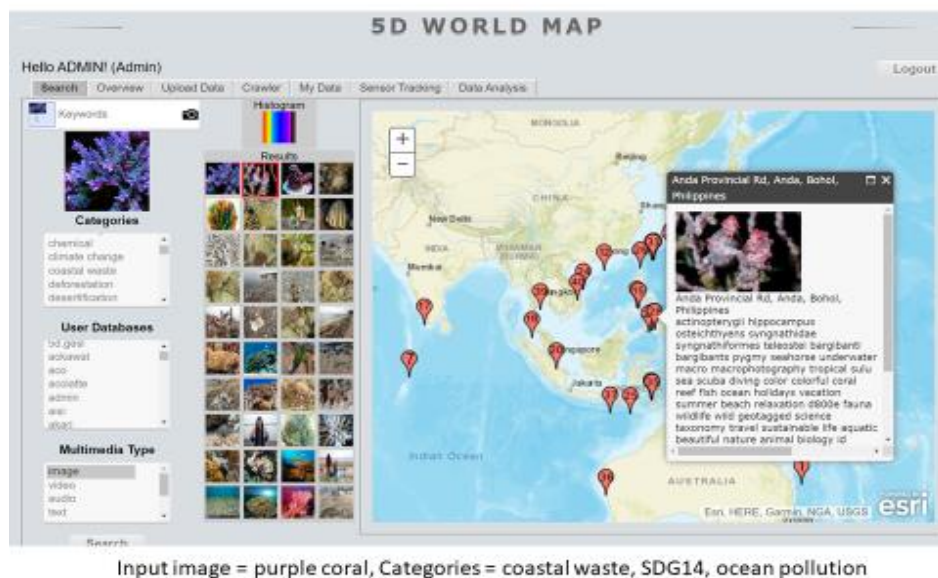 5D WORLD MAP
Hello ADMIN! (Admin)
Logout
Search Overview Upload Data Crawler My Data Sensor Tracking Data Analysis
Keywords
Histogram
Results
Categories
chemical
climate change
coastal waste
deforestation
desertification
User Databases
5d.gesl
ackawat
aco
acolatte
admin
Multimedia Type
image
video
audio
text
Search
+
−
MONGOLIA
Beijing
CHINA
New Delhi
INDIA
Mumbai
Singapore
Jakarta
Indian Ocean
AUSTRALIA
17
7
Anda Provincial Rd, Anda, Bohol,
Philippines
Anda Provincial Rd, Anda, Bohol,
Philippines
actinopterygii hippocampus
osteichthyens syngnathidae
syngnathiformes teleostei bargibanti
bargibants pygmy seahorse underwater
macro macrophotography tropical sulu
sea scuba diving color colorful coral
reef fish ocean holidays vacation
summer beach relaxation d800e fauna
wildlife wild geotagged science
taxonomy travel sustainable life aquatic
beautiful nature animal biology id
Esri, HERE, Garmin, NGA, USGS
esri
Input image = purple coral, Categories = coastal waste, SDG14, ocean pollution